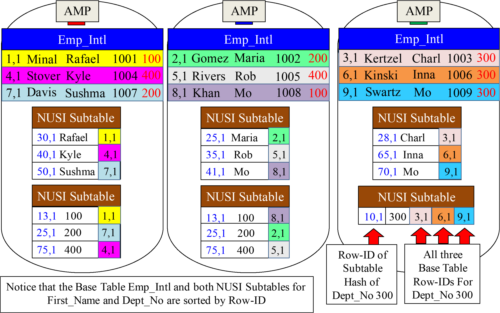 AMP
Emp_Intl
1,1 Minal Rafael 1001 100
4,1 Stover Kyle 1004 400
7,1 Davis Sushma 1007 200
NUSI Subtable
30,1 Rafael 1,1
40,1 Kyle 4,1
50,1 Sushma 7,1
NUSI Subtable
13,1 100 1,1
25,1 200 7,1
75,1 400 4,1
AMP
Emp_Intl
2,1 Gomez Maria 1002 200
5,1 Rivers Rob 1005 400
8,1 Khan Mo 1008 100
NUSI Subtable
25,1 Maria 2,1
35,1 Rob 5,1
41,1 Mo 8,1
NUSI Subtable
13,1 100 8,1
25,1 200 2,1
75,1 400 5,1
AMP
Emp_Intl
3,1 Kertzel Charl 1003 300
6,1 Kinski Inna 1006 300
9,1 Swartz Mo 1009 300
NUSI Subtable
28,1 Charl 3,1
65,1 Inna 6,1
70,1 Mo 9,1
NUSI Subtable
10,1 300 3,1 6,1 9,1
Row-ID of
Subtable
Hash of
Dept_No 300
All three
Base Table
Row-IDs For
Dept_No 300
Notice that the Base Table Emp_Intl and both NUSI Subtables for
First_Name and Dept_No are sorted by Row-ID